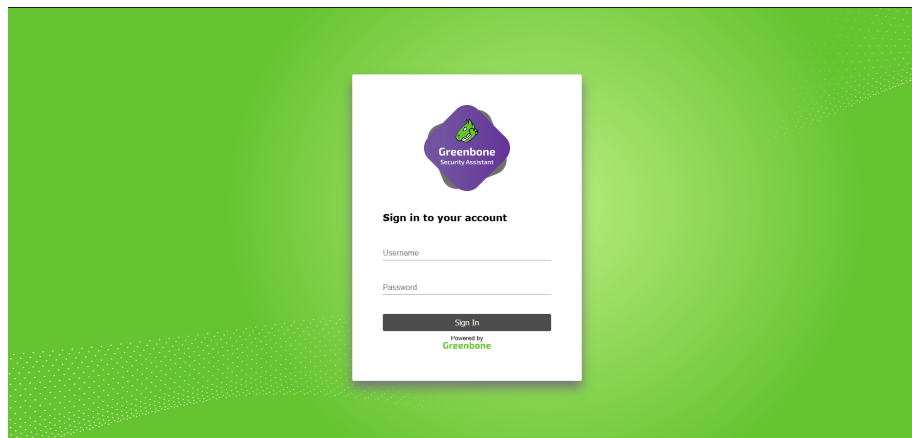 Greenbone
Security Assistant
Sign in to your account
Username
Password
Sign In
Powered by
Greenbone